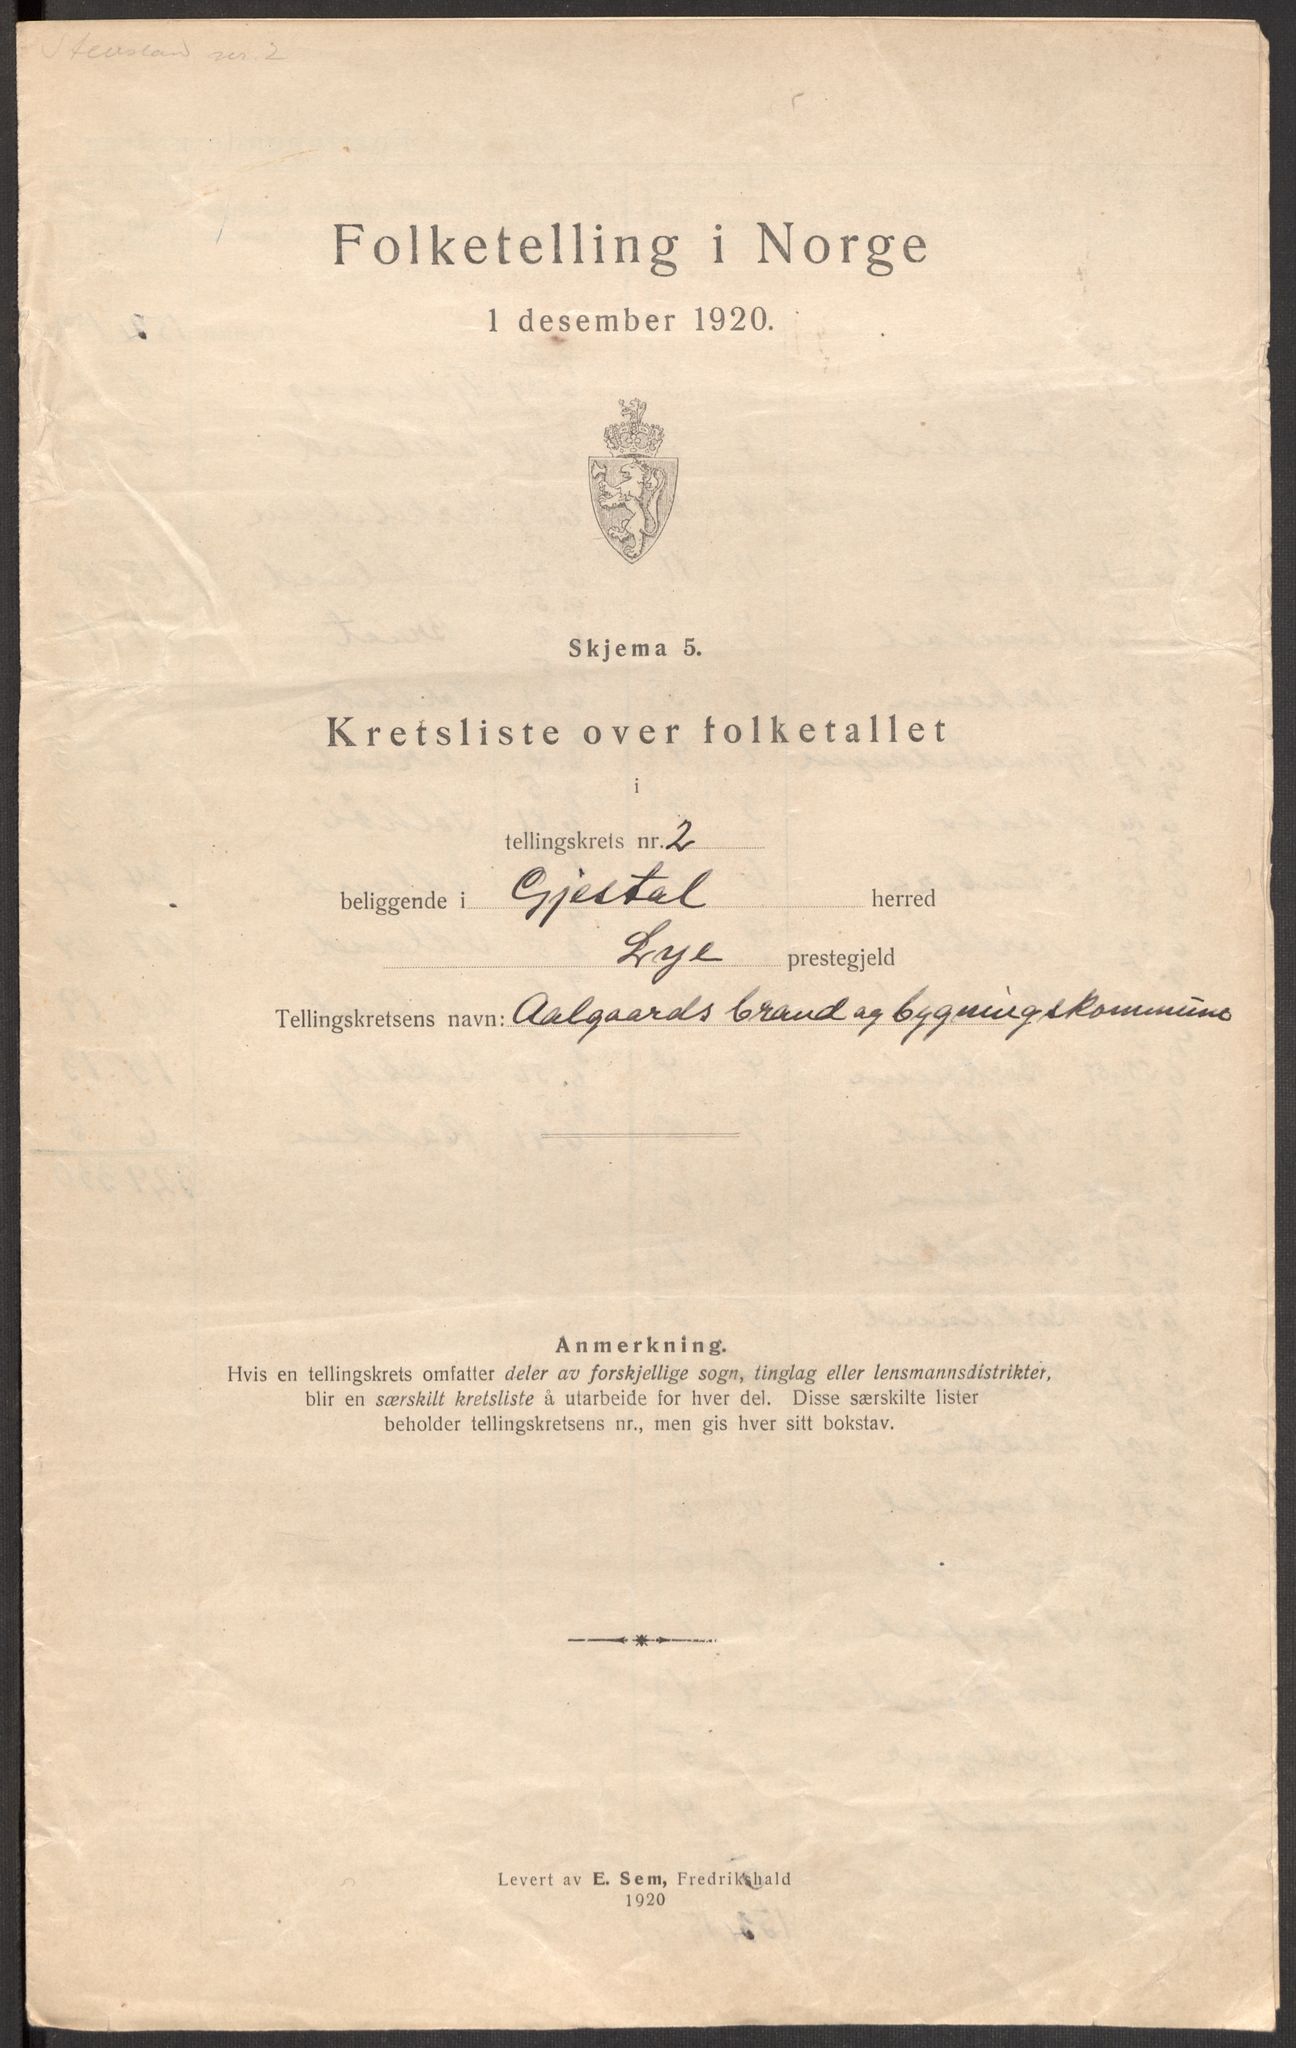 nr. 2
Folketelling i Norge
1 desember 1920.
Skjema 5.
Kretsliste over folketallet
i
tellingskrets nr. 2
beliggende i Gjestal herred
Lye prestegjeld
Tellingskretsens navn: Aalgaards brand og bygningskommune
Anmerkning.
Hvis en tellingskrets omfatter deler av forskjellige sogn, tinglag eller lensmannsdistrikter,
blir en særskilt kretsliste å utarbeide for hver del. Disse særskilte lister
beholder tellingskretsens nr., men gis hver sitt bokstav.
Levert av E. Sem, Fredrikshald
1920